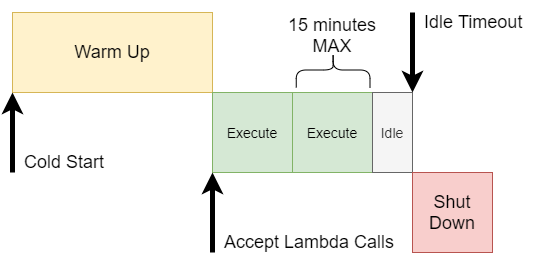 15 minutes
MAX
Idle Timeout
Warm Up
Cold Start
Execute
Execute
Idle
Accept Lambda Calls
Shut
Down